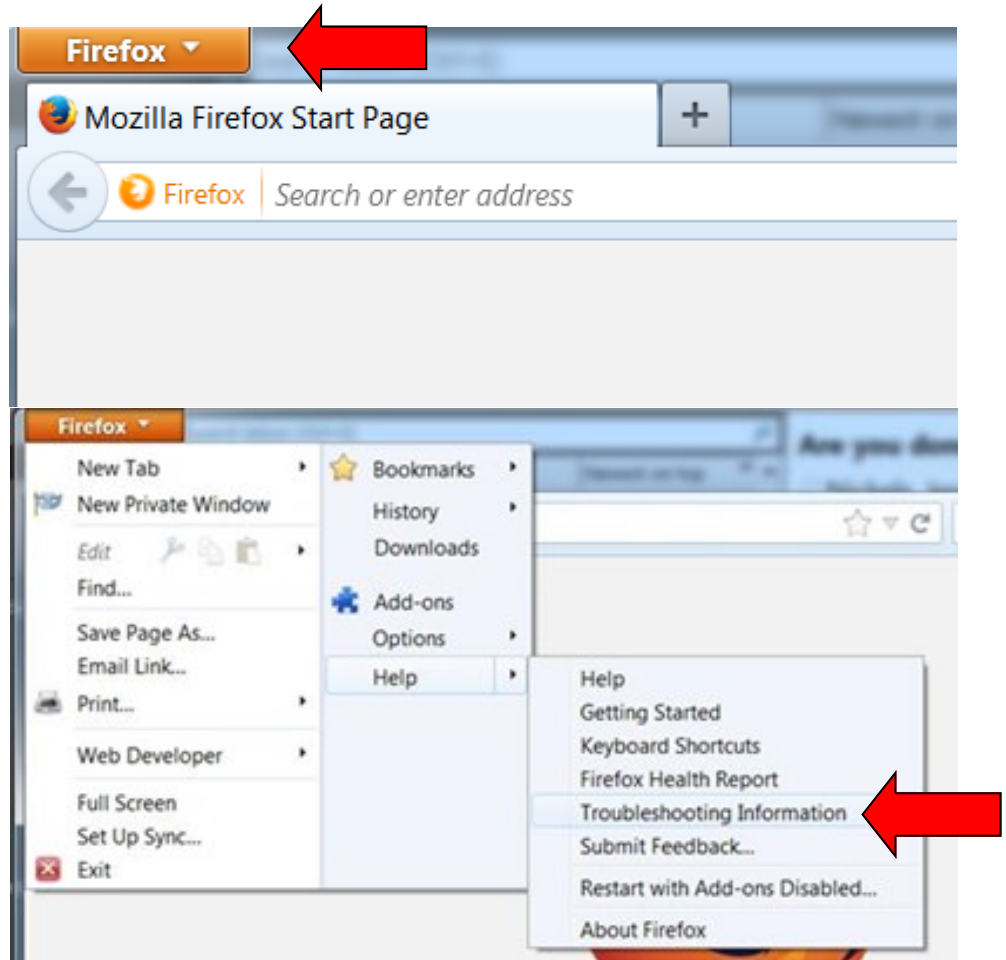 Firefox
Mozilla Firefox Start Page
+
Firefox
Search or enter address
Firefox
New Tab
New Private Window
Edit
Find...
Save Page As...
Email Link...
Print...
Web Developer
Full Screen
Set Up Sync...
Exit
Bookmarks
History
Downloads
Add-ons
Options
Help
Help
Getting Started
Keyboard Shortcuts
Firefox Health Report
Troubleshooting Information
Submit Feedback...
Restart with Add-ons Disabled...
About Firefox
Are you